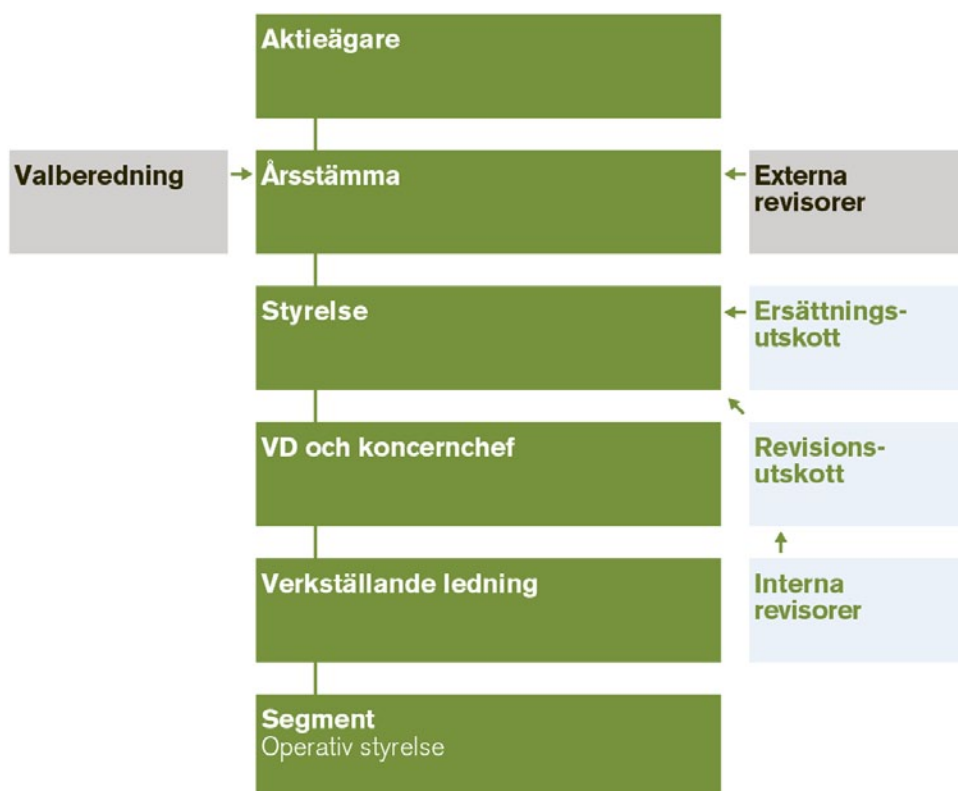 Aktieägare
Valberedning
Årsstämma
Externa
revisorer
Styrelse
Ersättnings-
utskott
VD och koncernchef
Revisions-
utskott
Verkställande ledning
Interna
revisorer
Segment
Operativ styrelse